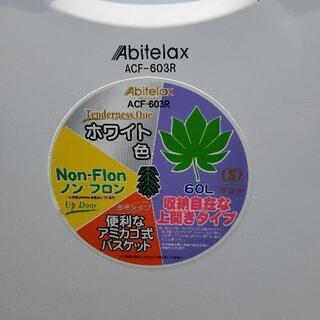 Abitelax
ACF-603R
Abitelax
ACF-603R
Tenderness One
ホワイト
色
Non-Flon
ノン フロン
Up Door
60L
収納自在な
上開きタイプ
便利な
アミカゴ式
バスケット